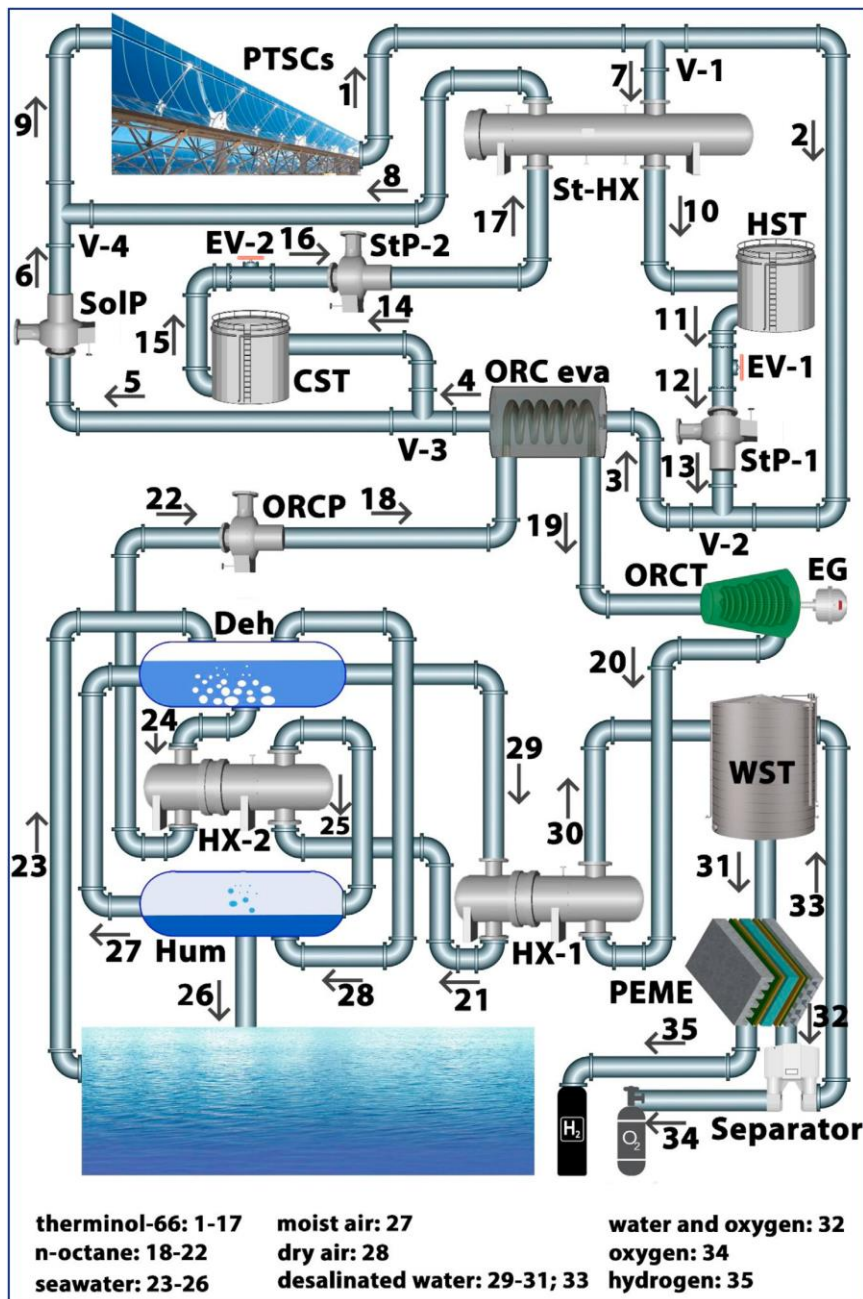 PTSCs
1
7
V-1
9
2
8
St-HX
17
10
EV-2
16
StP-2
HST
V-4
6
SolP
14
11
15
CST
4
ORC eva
12
EV-1
5
V-3
3
13
StP-1
22
ORCP
18
V-2
19
ORCT
EG
Deh
20
24
29
WST
HX-2
25
30
23
31
33
27
Hum
28
21
HX-1
PEME
26
32
35
H2
O2
34
Separator
therminol-66: 1-17
n-octane: 18-22
seawater: 23-26
moist air: 27
dry air: 28
desalinated water: 29-31; 33
water and oxygen: 32
oxygen: 34
hydrogen: 35